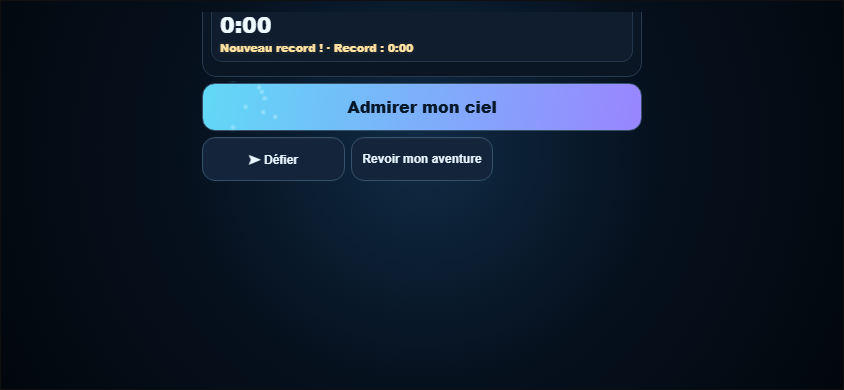 0:00
Nouveau record ! · Record : 0:00
Admirer mon ciel
➤ Défier
Revoir mon aventure